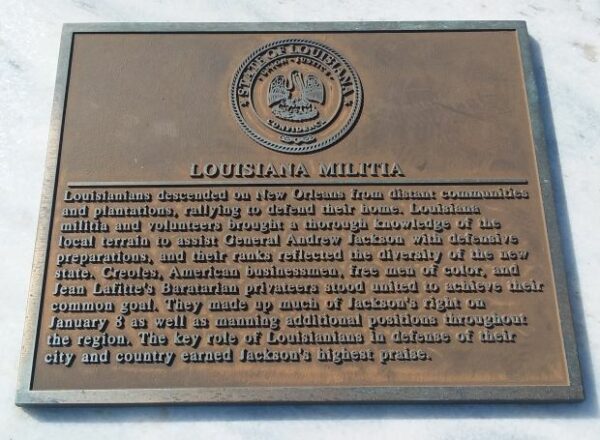 STATE OF LOUISIANA
UNION JUSTICE
CONFIDENCE
LOUISIANA MILITIA
Louisianians descended on New Orleans from distant communities
and plantations, rallying to defend their home. Louisiana
militia and volunteers brought a thorough knowledge of the
local terrain to assist General Andrew Jackson with defensive
preparations, and their ranks reflected the diversity of the new
state. Creoles, American businessmen, free men of color, and
Jean Lafitte's Baratarian privateers stood united to achieve their
common goal. They made up much of Jackson's right on
January 8 as well as manning additional positions throughout
the region. The key role of Louisianians in defense of their
city and country earned Jackson's highest praise.